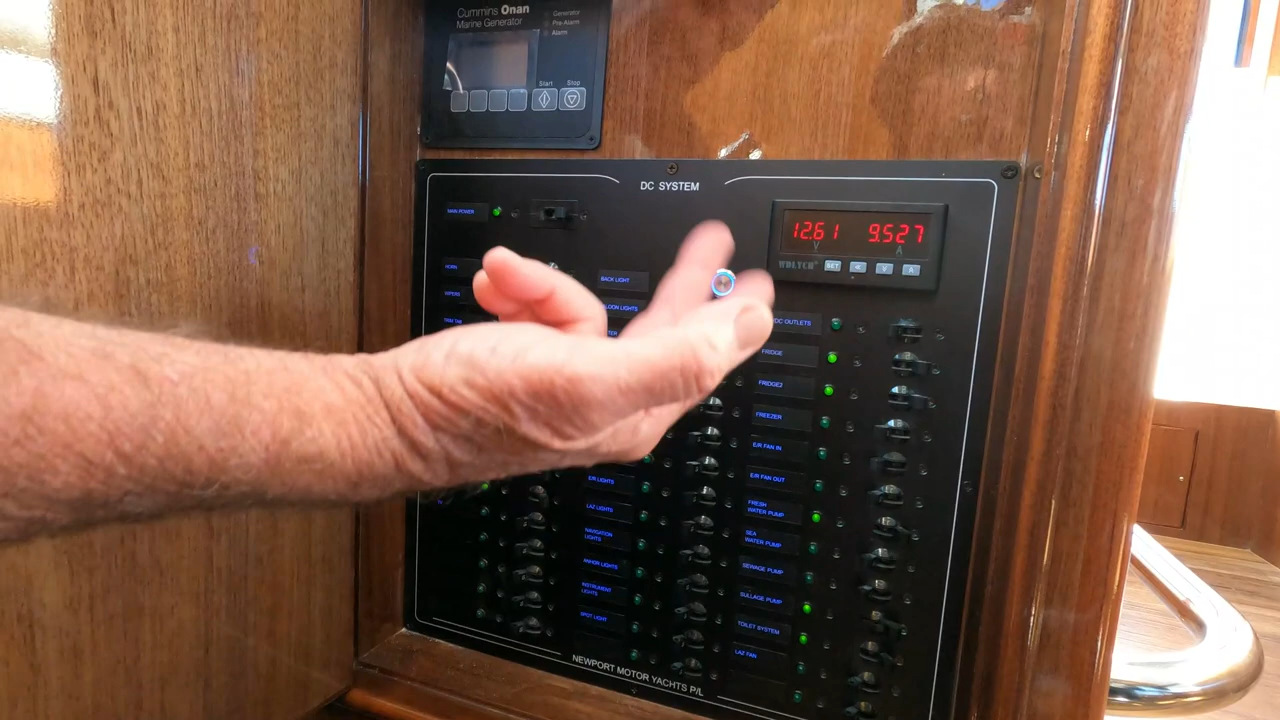 Cummins Onan
Marine Generator
Generator
Pre-Alarm
Alarm
Start
Stop
DC SYSTEM
MAIN POWER
12.61
9.527
V
A
SET
V
A
HORN
WIPERS
BACK LIGHT
LIGHTS
DC OUTLETS
FRIDGE
FRIDGE2
FREEZER
E/R FAN IN
E/R FAN OUT
FRESH
WATER PUMP
SEA
WATER PUMP
SEWAGE PUMP
SULLAGE PUMP
TOILET SYSTEM
LAZ FAN
E/R LIGHTS
LAZ LIGHTS
NAVIGATION
LIGHTS
ANHOR LIGHTS
INSTRUMENT
LIGHTS
SPOT LIGHT
NEWPORT MOTOR YACHTS P/L